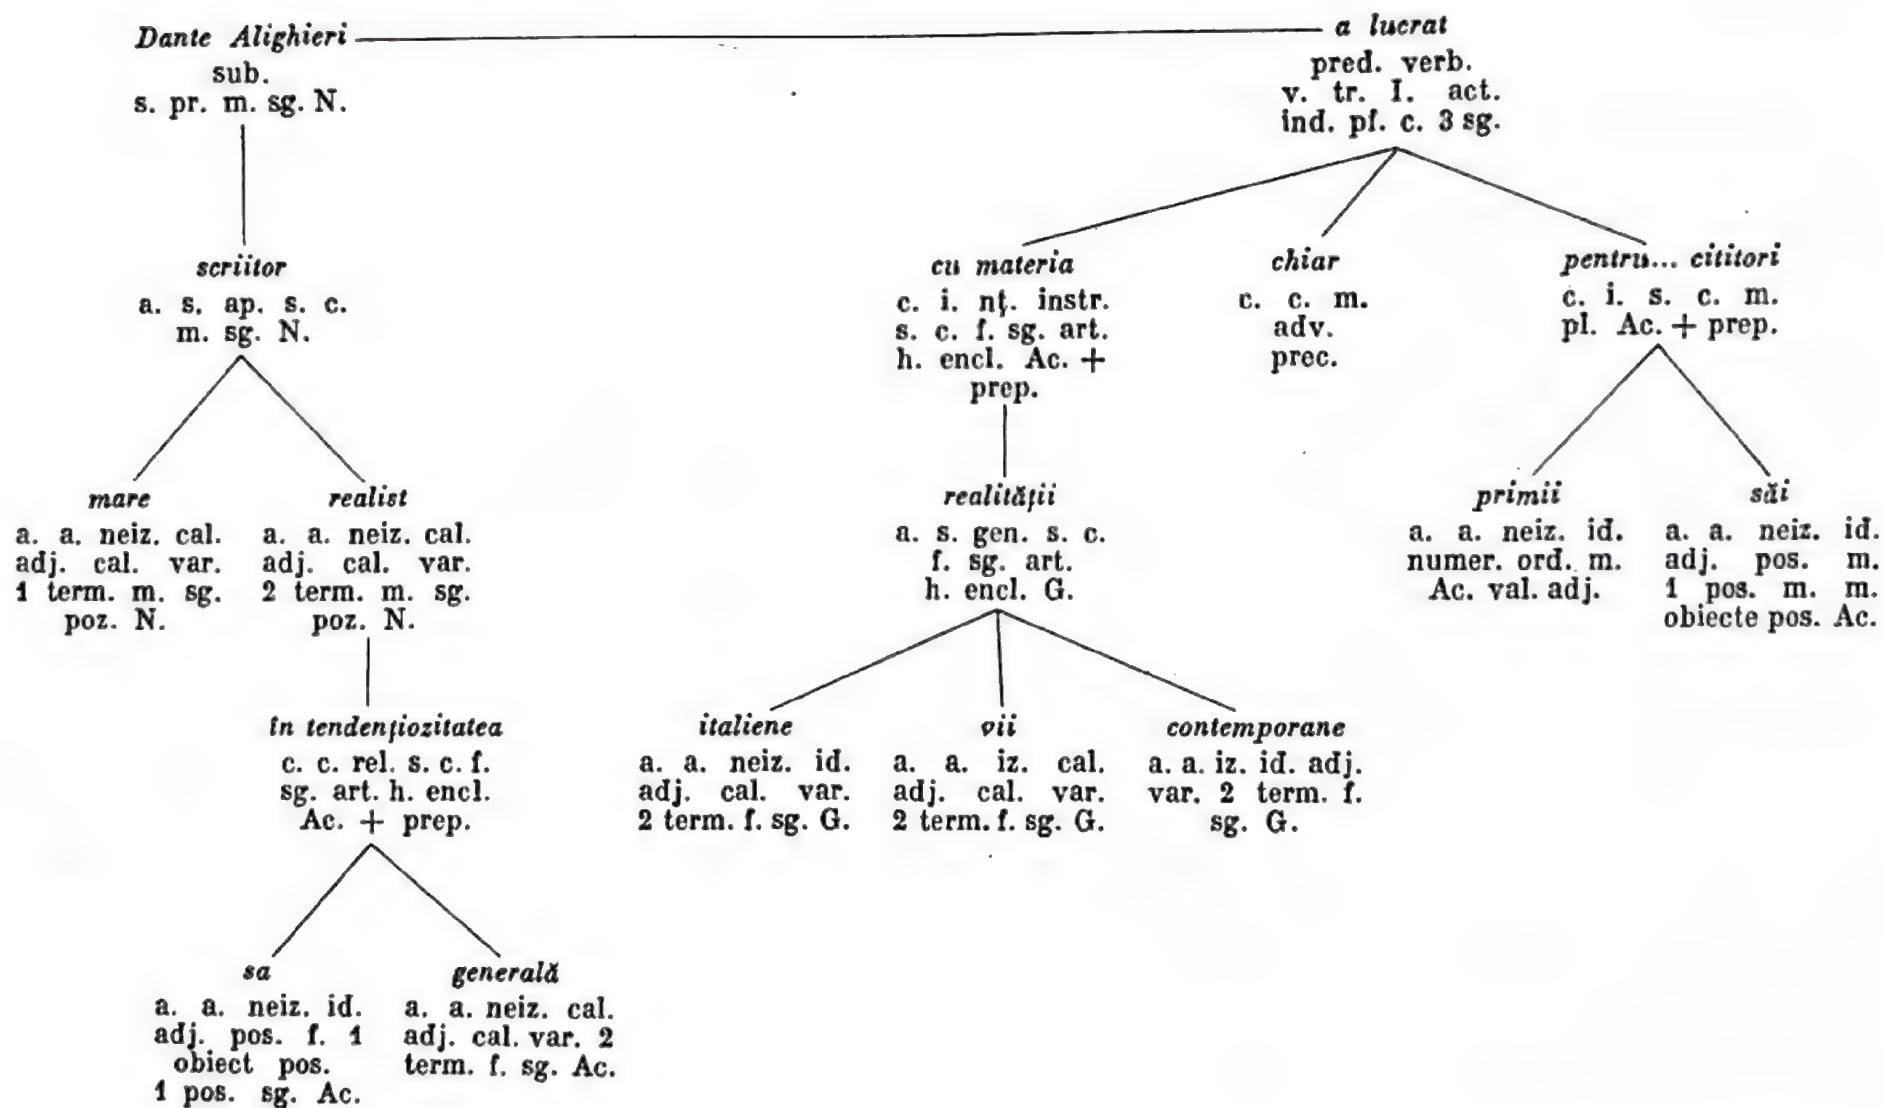 Dante Alighieri
sub.
s. pr. m. sg. N.
a lucrat
pred. verb.
v. tr. I. act.
ind. pf. c. 3 sg.
scriitor
a. s. ap. s. c.
m. sg. N.
cu materia
c. i. nţ. instr.
s. c. f. sg. art.
h. encl. Ac. +
prep.
chiar
c. c. m.
adv.
prec.
pentru... cititori
c. i. s. c. m.
pl. Ac. + prep.
mare
a. a. neiz. cal.
adj. cal. var.
1 term. m. sg.
poz. N.
realist
a. a. neiz. cal.
adj. cal. var.
2 term. m. sg.
poz. N.
realităţii
a. s. gen. s. c.
f. sg. art.
h. encl. G.
primii
a. a. neiz. id.
numer. ord. m.
Ac. val. adj.
săi
a. a. neiz. id.
adj. pos. m.
1 pos. m. m.
obiecte pos. Ac.
în tendenţiozitatea
c. c. rel. s. c. f.
sg. art. h. encl.
Ac. + prep.
italiene
a. a. neiz. id.
adj. cal. var.
2 term. f. sg. G.
vii
a. a. iz. cal.
adj. cal. var.
2 term. f. sg. G.
contemporane
a. a. iz. id. adj.
var. 2 term. f.
sg. G.
sa
a. a. neiz. id.
adj. pos. f. 1
obiect pos.
1 pos. sg. Ac.
generală
a. a. neiz. cal.
adj. cal. var. 2
term. f. sg. Ac.